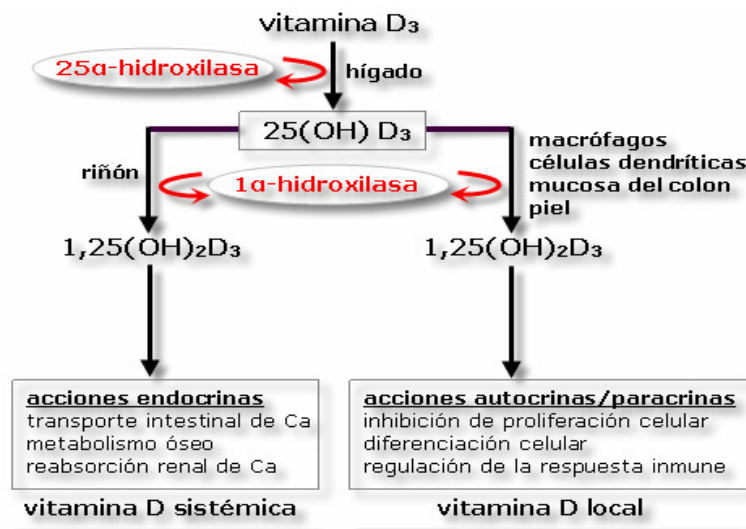 vitamina D₃
25α-hidroxilasa
hígado
25(OH) D₃
riñón
1α-hidroxilasa
macrófagos
células dendríticas
mucosa del colon
piel
1,25(OH)₂D₃
1,25(OH)₂D₃
acciones endocrinas
transporte intestinal de Ca
metabolismo óseo
reabsorción renal de Ca
vitamina D sistémica
acciones autocrinas/paracrinas
inhibición de proliferación celular
diferenciación celular
regulación de la respuesta inmune
vitamina D local